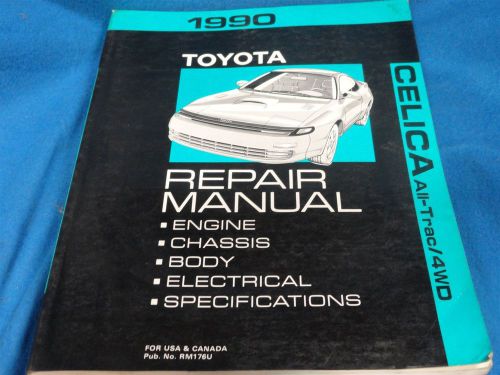 1990
TOYOTA
CELICA All-Trac/4WD
REPAIR
MANUAL
▪ ENGINE
▪ CHASSIS
▪ BODY
▪ ELECTRICAL
▪ SPECIFICATIONS
FOR USA & CANADA
Pub. No. RM176U